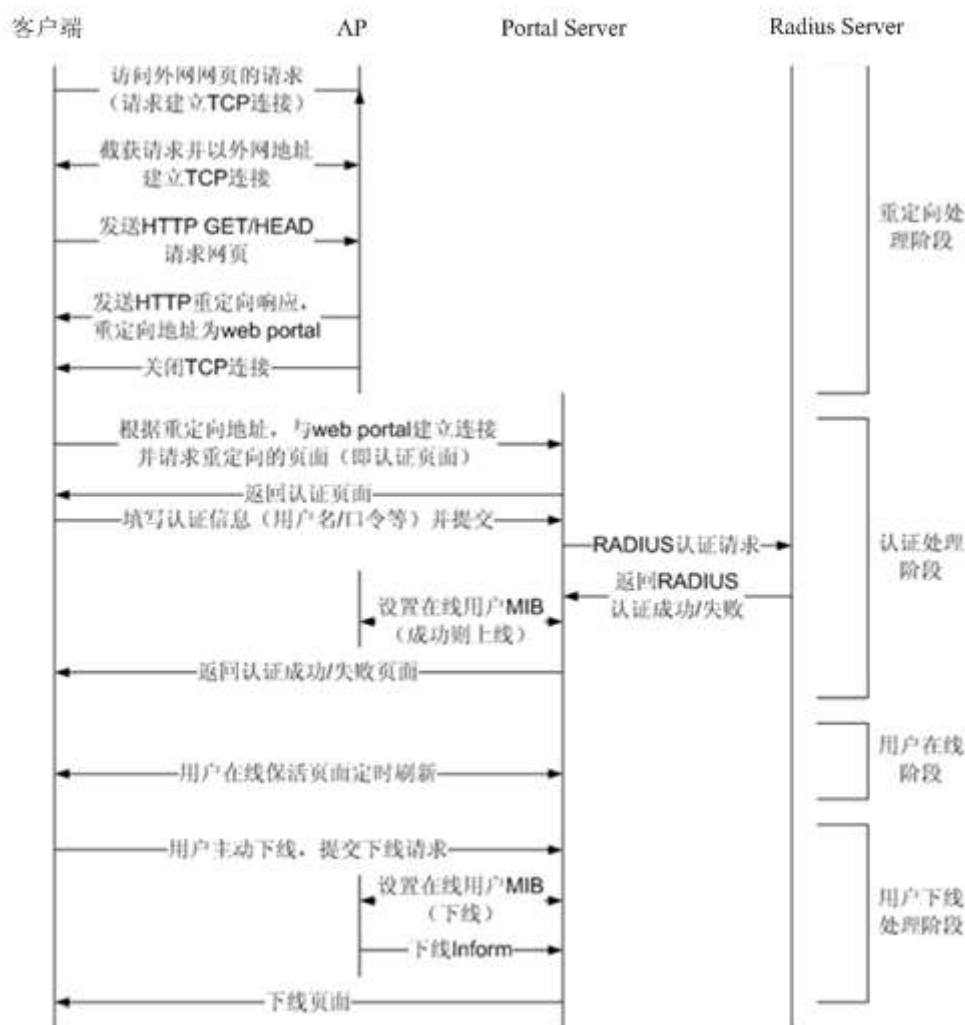 客户端 AP Portal Server Radius Server
访问外网网页的请求
（请求建立TCP连接）
截获请求并以外网地址
建立TCP连接
发送HTTP GET/HEAD
请求网页
重定向处
理阶段
发送HTTP重定向响应，
重定向地址为web portal
关闭TCP连接
根据重定向地址，与web portal建立连接
并请求重定向的页面（即认证页面）
返回认证页面
填写认证信息（用户名/口令等）并提交
RADIUS认证请求
认证处理
阶段
返回RADIUS
认证成功/失败
设置在线用户MIB
（成功则上线）
返回认证成功/失败页面
用户在线
阶段
用户在线保活页面定时刷新
用户主动下线，提交下线请求
设置在线用户MIB
（下线）
用户下线
处理阶段
下线Inform
下线页面